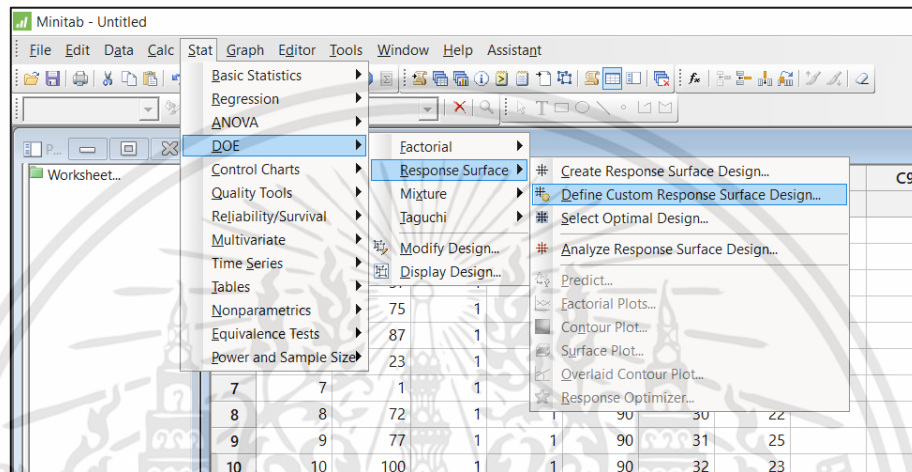 Minitab - Untitled
File Edit Data Calc Stat Graph Editor Tools Window Help Assistant
Basic Statistics
Regression
ANOVA
DOE
Control Charts
Quality Tools
Reliability/Survival
Multivariate
Time Series
Tables
Nonparametrics
Equivalence Tests
Power and Sample Size
Factorial
Response Surface
Mixture
Taguchi
Modify Design...
Display Design...
Create Response Surface Design...
Define Custom Response Surface Design...
Select Optimal Design...
Analyze Response Surface Design...
Predict...
Factorial Plots...
Contour Plot...
Surface Plot...
Overlaid Contour Plot...
Response Optimizer...
P...
Worksheet...
C9
75 1
87 1
23 1
7 7 1 1
8 8 72 1 1 90 30 22
9 9 77 1 1 90 31 25
10 10 100 1 1 90 32 23